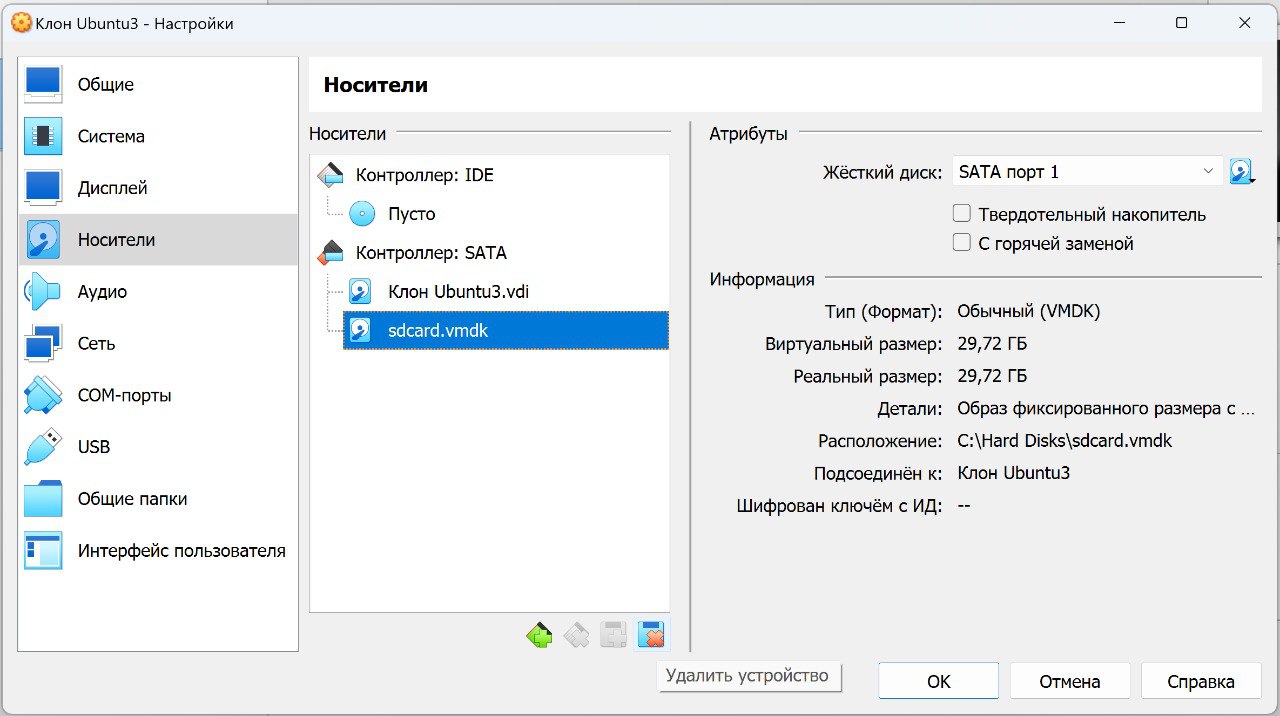 Клон Ubuntu3 - Настройки
Общие
Система
Дисплей
Носители
Аудио
Сеть
COM-порты
USB
Общие папки
Интерфейс пользователя
Носители
Носители
Контроллер: IDE
Пусто
Контроллер: SATA
Клон Ubuntu3.vdi
sdcard.vmdk
Атрибуты
Жёсткий диск: SATA порт 1
Твердотельный накопитель
С горячей заменой
Информация
Тип (Формат): Обычный (VMDK)
Виртуальный размер: 29,72 ГБ
Реальный размер: 29,72 ГБ
Детали: Образ фиксированного размера с ...
Расположение: C:\Hard Disks\sdcard.vmdk
Подсоединён к: Клон Ubuntu3
Шифрован ключём с ИД: --
Удалить устройство
OK
Отмена
Справка